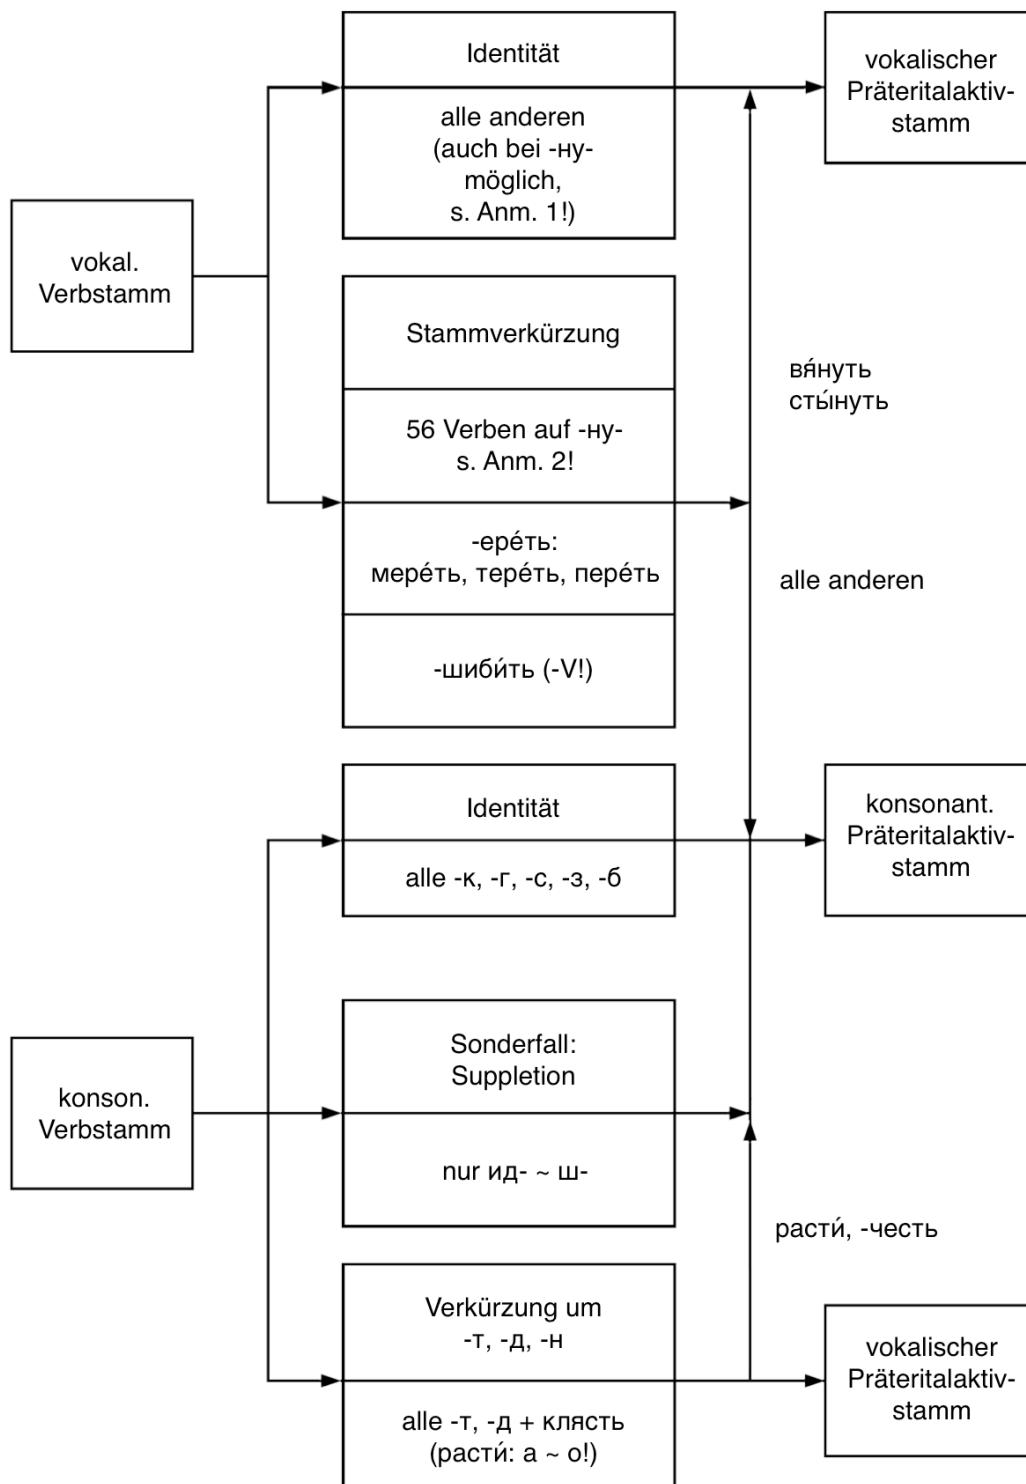 Identität
alle anderen
(auch bei -ну-
möglich,
s. Anm. 1!)
vokalischer
Präteritalaktiv-
stamm
vokal.
Verbstamm
Stammverkürzung
56 Verben auf -ну-
s. Anm. 2!
-ере́ть:
мере́ть, тере́ть, пере́ть
-шиби́ть (-V!)
вя́нуть
сты́нуть
alle anderen
Identität
alle -к, -г, -с, -з, -б
konsonant.
Präteritalaktiv-
stamm
konson.
Verbstamm
Sonderfall:
Suppletion
nur ид- ~ ш-
расти́, -честь
Verkürzung um
-т, -д, -н
alle -т, -д + клясть
(расти́: а ~ о!)
vokalischer
Präteritalaktiv-
stamm